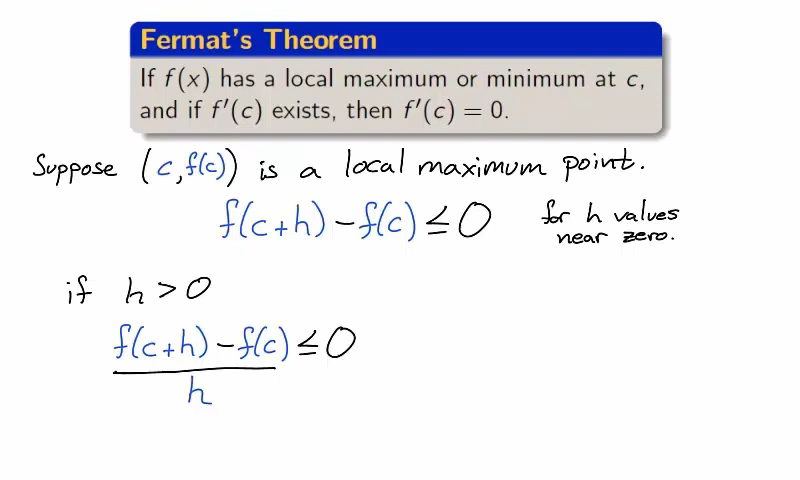 Fermat's Theorem
If f(x) has a local maximum or minimum at c,
and if f'(c) exists, then f'(c) = 0.
Suppose (c, f(c)) is a local maximum point.
f(c+h) - f(c) ≤ 0 for h values
near zero.
if h > 0
f(c+h) - f(c) ≤ 0
h